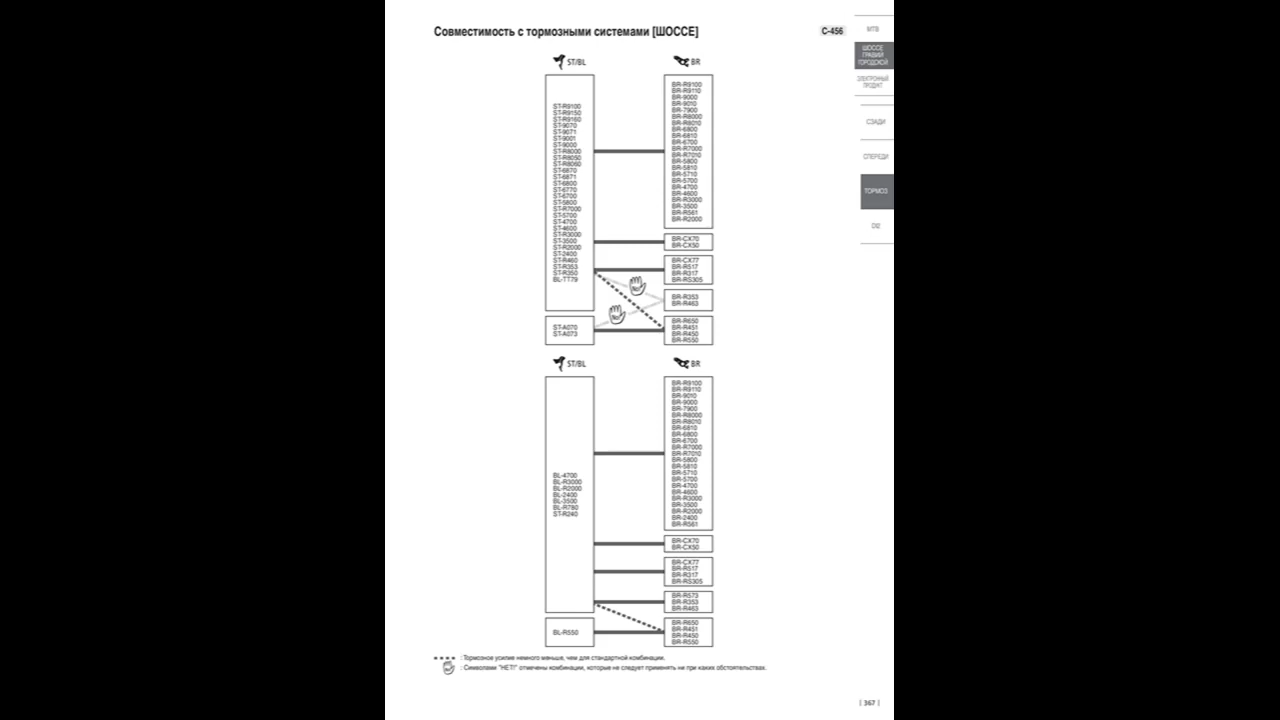 Совместимость с тормозными системами [ШОССЕ]
C-456
MTB
ШОССЕ
ГРАВИЙ
ГОРОДСКОЙ
ЭЛЕКТРОННЫЙ
ПРОДУКТ
СЗАДИ
СПЕРЕДИ
ТОРМОЗ
DI2
ST/BL
BR
ST-R9100
ST-R9150
ST-R9160
ST-9070
ST-9071
ST-9001
ST-9000
ST-R8000
ST-R8050
ST-R8060
ST-6870
ST-6871
ST-6800
ST-6770
ST-6700
ST-5800
ST-R7000
ST-5700
ST-4700
ST-4600
ST-R3000
ST-3500
ST-R2000
ST-2400
ST-R460
ST-R353
ST-R350
BL-TT79
ST-A070
ST-A073
BR-R9100
BR-R9110
BR-9000
BR-9010
BR-7900
BR-R8000
BR-R8010
BR-6800
BR-6810
BR-6700
BR-R7000
BR-R7010
BR-5800
BR-5810
BR-5710
BR-5700
BR-4700
BR-4600
BR-R3000
BR-3500
BR-R561
BR-R2000
BR-CX70
BR-CX50
BR-CX77
BR-R517
BR-R317
BR-RS305
BR-R353
BR-R463
BR-R650
BR-R451
BR-R450
BR-R550
ST/BL
BR
BL-4700
BL-R3000
BL-R2000
BL-2400
BL-3500
BL-R780
ST-R240
BL-R550
BR-R9100
BR-R9110
BR-9010
BR-9000
BR-7900
BR-R8000
BR-R8010
BR-6810
BR-6800
BR-6700
BR-R7000
BR-R7010
BR-5800
BR-5810
BR-5710
BR-5700
BR-4700
BR-4600
BR-R3000
BR-3500
BR-R2000
BR-2400
BR-R561
BR-CX70
BR-CX50
BR-CX77
BR-R517
BR-R317
BR-RS305
BR-R573
BR-R353
BR-R463
BR-R650
BR-R451
BR-R450
BR-R550
: Тормозное усилие немного меньше, чем для стандартной комбинации.
: Символами "НЕТ!" отмечены комбинации, которые не следует применять ни при каких обстоятельствах.
| 367 |